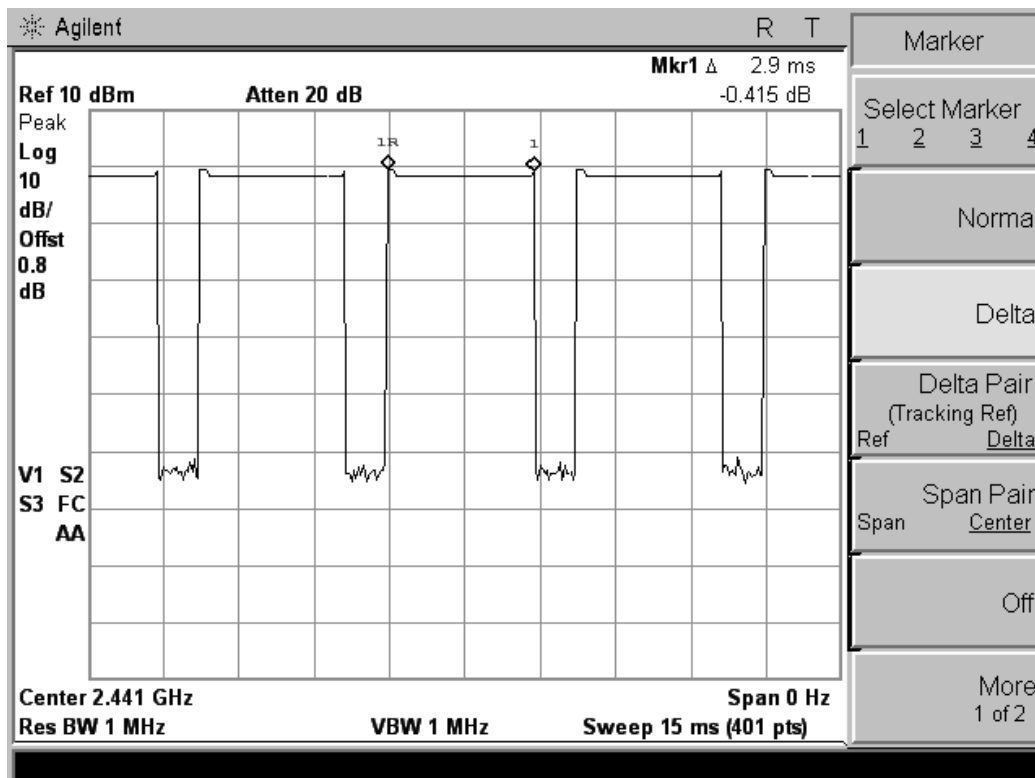 Agilent R T
Mkr1 Δ 2.9 ms
Ref 10 dBm Atten 20 dB -0.415 dB
Peak
Log
10
dB/
Offst
0.8
dB
1R 1
V1 S2
S3 FC
AA
Center 2.441 GHz Span 0 Hz
Res BW 1 MHz VBW 1 MHz Sweep 15 ms (401 pts)
Marker
Select Marker
1 2 3 4
Norma
Delta
Delta Pair
(Tracking Ref)
Ref Delta
Span Pair
Span Center
Off
More
1 of 2